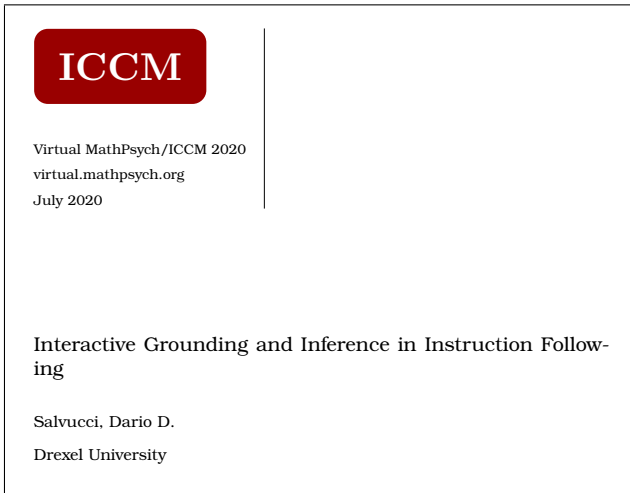 ICCM
Virtual MathPsych/ICCM 2020
virtual.mathpsych.org
July 2020
Interactive Grounding and Inference in Instruction Follow-
ing
Salvucci, Dario D.
Drexel University